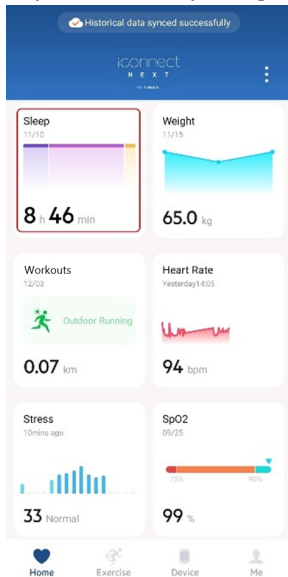 Historical data synced successfully
iconnect
NEXT
Sleep
11/10
8 h 46 min
Weight
11/15
65.0 kg
Workouts
12/03
Outdoor Running
0.07 km
Heart Rate
Yesterday14:05
94 bpm
Stress
10mins ago
33 Normal
SpO2
09/25
75%
90%
99 %
Home
Exercise
Device
Me